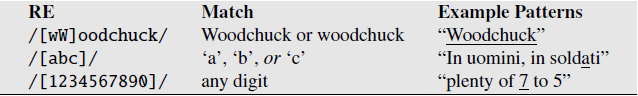 RE Match Example Patterns
/[wW]oodchuck/ Woodchuck or woodchuck “Woodchuck”
/[abc]/ ‘a’, ‘b’, or ‘c’ “In uomini, in soldati”
/[1234567890]/ any digit “plenty of 7 to 5”